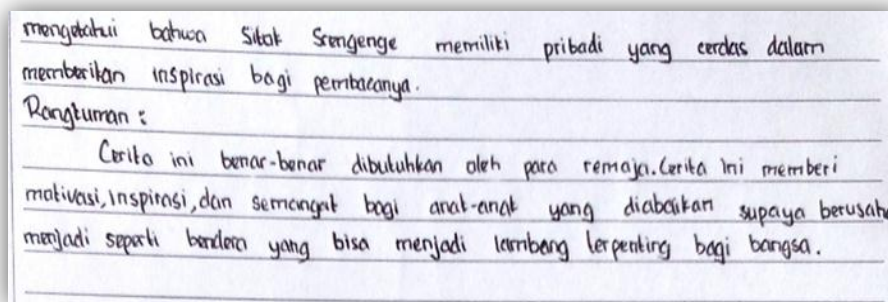 mengetahui bahwa Sitok Srengenge memiliki pribadi yang cerdas dalam
memberikan inspirasi bagi pembacanya.
Rangkuman :
Cerita ini benar-benar dibutuhkan oleh para remaja. Cerita ini memberi
motivasi, inspirasi, dan semangat bagi anak-anak yang diabaikan supaya berusaha
menjadi seperti bendera yang bisa menjadi lambang terpenting bagi bangsa.